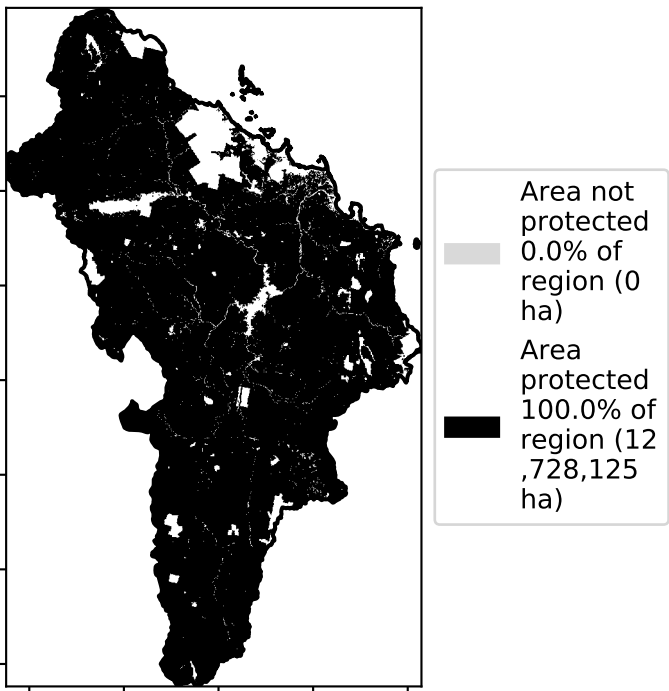 Area not
protected
0.0% of
region (0
ha)
Area
protected
100.0% of
region (12
,728,125
ha)